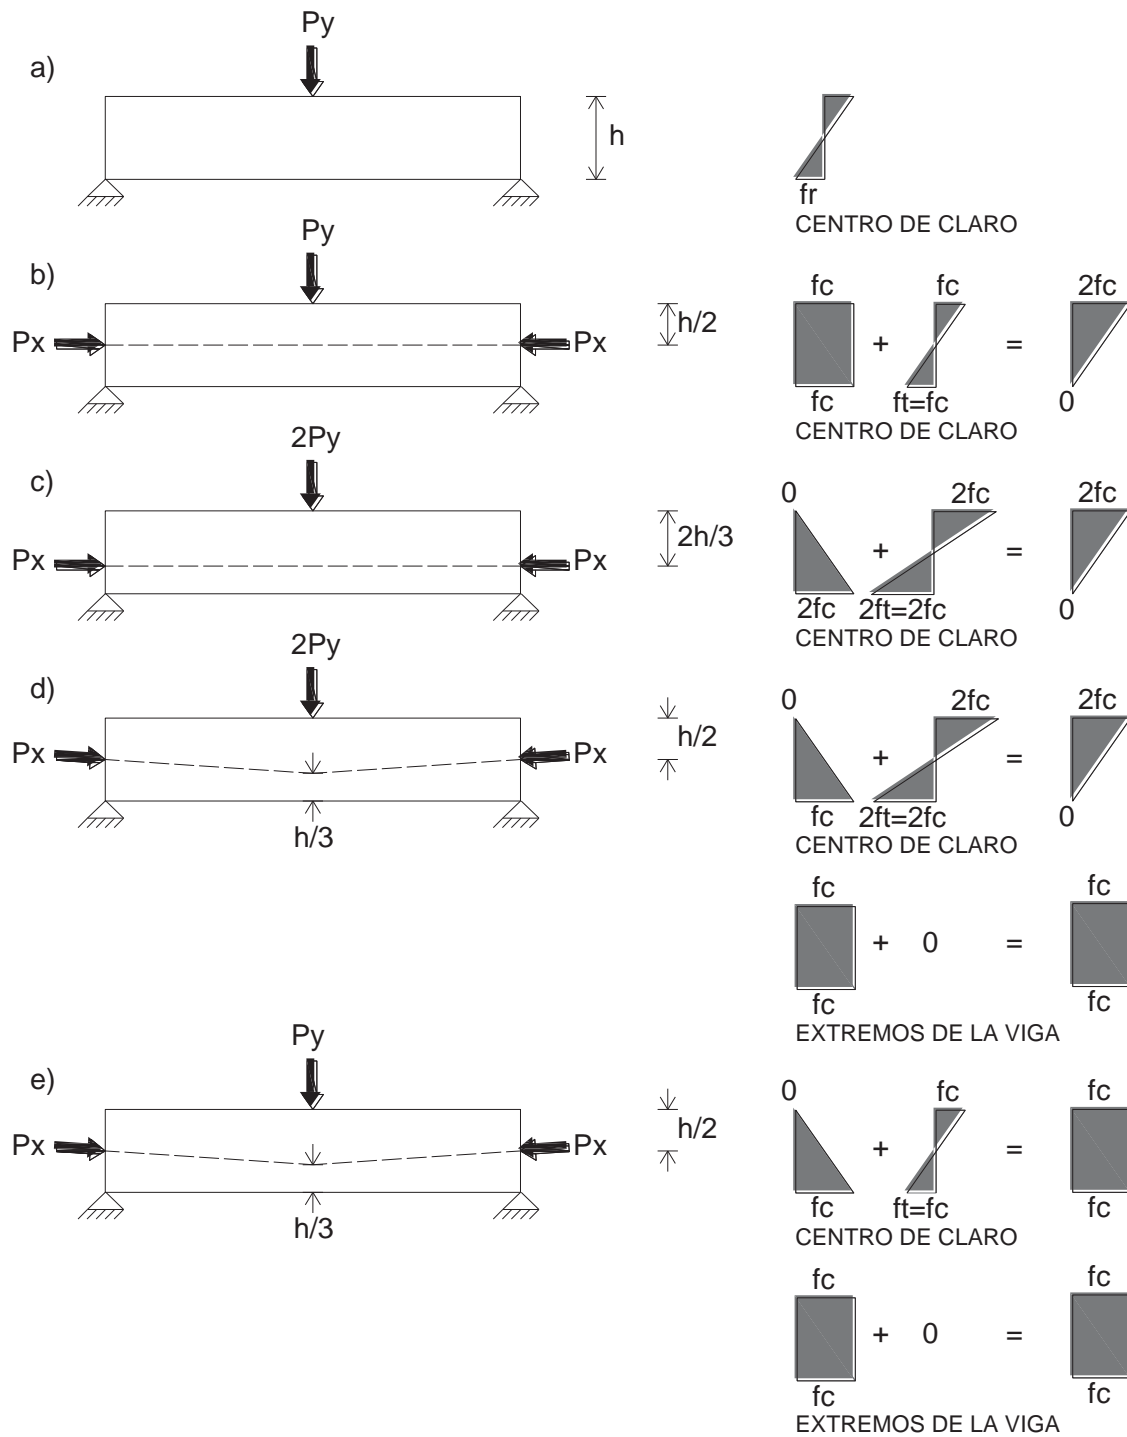 Py
a)
h
fr
CENTRO DE CLARO
Py
b)
Px
Px
h/2
fc
fc
2fc
+
=
fc
ft=fc
0
CENTRO DE CLARO
2Py
c)
Px
Px
2h/3
0
2fc
2fc
+
=
2fc
2ft=2fc
0
CENTRO DE CLARO
2Py
d)
Px
Px
h/3
h/2
0
2fc
2fc
+
=
fc
2ft=2fc
0
CENTRO DE CLARO
fc
fc
+
0
=
fc
fc
EXTREMOS DE LA VIGA
Py
e)
Px
Px
h/3
h/2
0
fc
fc
+
=
fc
ft=fc
fc
CENTRO DE CLARO
fc
fc
+
0
=
fc
fc
EXTREMOS DE LA VIGA